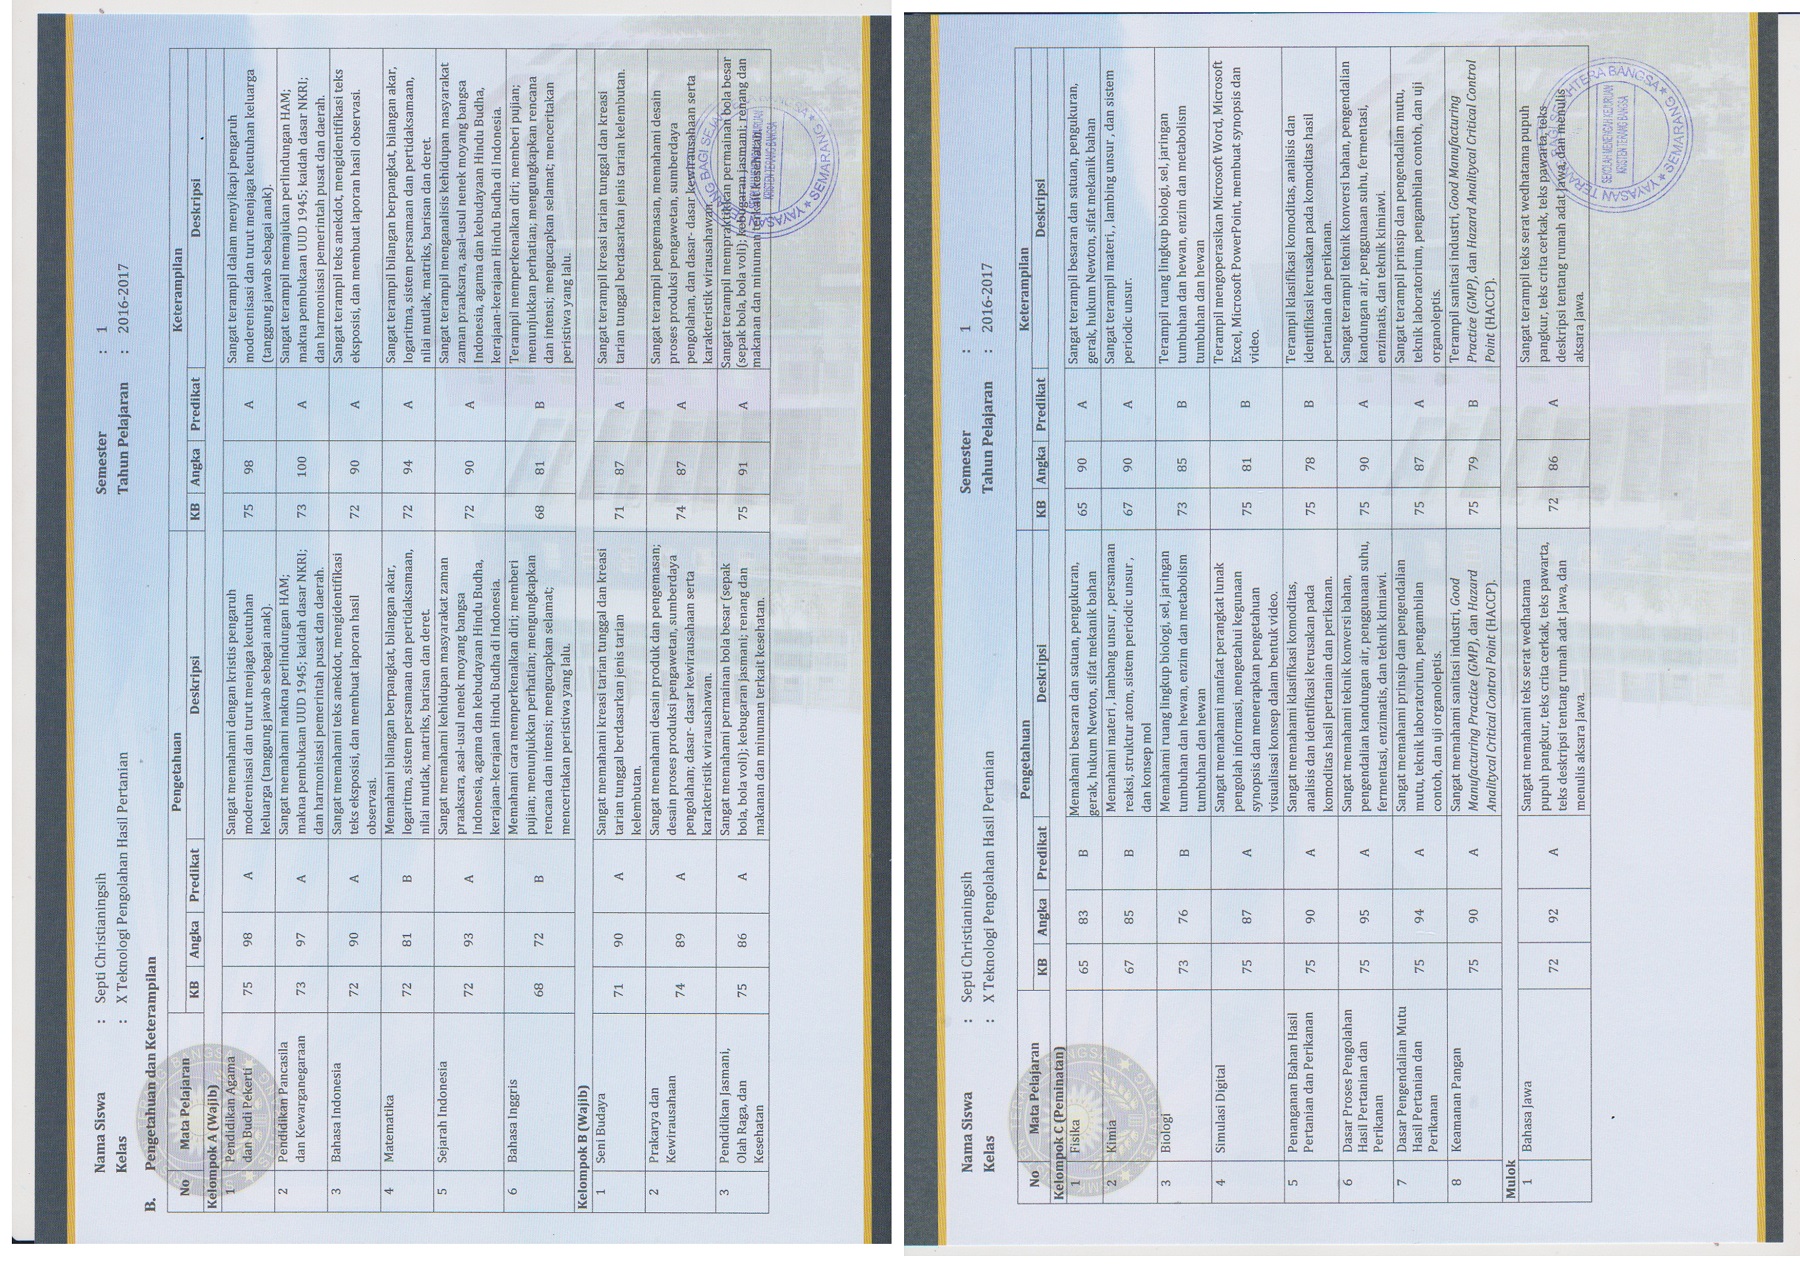 Nama Siswa : Septi Christianingsih Semester : 1
Kelas : X Teknologi Pengolahan Hasil Pertanian Tahun Pelajaran : 2016-2017
B. Pengetahuan dan Keterampilan
No Mata Pelajaran Pengetahuan Keterampilan
KB Angka Predikat Deskripsi KB Angka Predikat Deskripsi
Kelompok A (Wajib)
1 Pendidikan Agama dan Budi Pekerti 75 98 A Sangat memahami dengan kristis pengaruh moderenisasi dan turut menjaga keutuhan keluarga (tanggung jawab sebagai anak). 75 98 A Sangat terampil dalam menyikapi pengaruh moderenisasi dan turut menjaga keutuhan keluarga (tanggung jawab sebagai anak).
2 Pendidikan Pancasila dan Kewarganegaraan 73 97 A Sangat memahami makna perlindungan HAM; makna pembukaan UUD 1945; kaidah dasar NKRI; dan harmonisasi pemerintah pusat dan daerah. 73 100 A Sangat terampil memajukan perlindungan HAM; makna pembukaan UUD 1945; kaidah dasar NKRI; dan harmonisasi pemerintah pusat dan daerah.
3 Bahasa Indonesia 72 90 A Sangat memahami teks anekdot, mengidentifikasi teks eksposisi, dan membuat laporan hasil observasi. 72 90 A Sangat terampil teks anekdot, mengidentifikasi teks eksposisi, dan membuat laporan hasil observasi.
4 Matematika 72 81 B Memahami bilangan berpangkat, bilangan akar, logaritma, sistem persamaan dan pertidaksamaan, nilai mutlak, matriks, barisan dan deret. 72 94 A Sangat terampil bilangan berpangkat, bilangan akar, logaritma, sistem persamaan dan pertidaksamaan, nilai mutlak, matriks, barisan dan deret.
5 Sejarah Indonesia 72 93 A Sangat memahami kehidupan masyarakat zaman praaksara, asal-usul nenek moyang bangsa Indonesia, agama dan kebudayaan Hindu Budha, kerajaan-kerajaan Hindu Budha di Indonesia. 72 90 A Sangat terampil menganalisis kehidupan masyarakat zaman praaksara, asal-usul nenek moyang bangsa Indonesia, agama dan kebudayaan Hindu Budha, kerajaan-kerajaan Hindu Budha di Indonesia.
6 Bahasa Inggris 68 72 B Memahami cara memperkenalkan diri; memberi pujian; menunjukkan perhatian; mengungkapkan rencana dan intensi; mengucapkan selamat; menceritakan peristiwa yang lalu. 68 81 B Terampil memperkenalkan diri; memberi pujian; menunjukkan perhatian; mengungkapkan rencana dan intensi; mengucapkan selamat; menceritakan peristiwa yang lalu.
Kelompok B (Wajib)
1 Seni Budaya 71 90 A Sangat memahami kreasi tarian tunggal dan kreasi tarian tunggal berdasarkan jenis tarian kelembutan. 71 87 A Sangat terampil kreasi tarian tunggal dan kreasi tarian tunggal berdasarkan jenis tarian kelembutan.
2 Prakarya dan Kewirausahaan 74 89 A Sangat memahami desain produk dan pengemasan; desain proses produksi pengawetan, sumberdaya pengolahan; dasar- dasar kewirausahaan serta karakteristik wirausahawan. 74 87 A Sangat terampil pengemasan, memahami desain proses produksi pengawetan, sumberdaya pengolahan, dan dasar- dasar kewirausahaan serta karakteristik wirausahawan.
3 Pendidikan Jasmani, Olah Raga, dan Kesehatan 75 86 A Sangat memahami permainan bola besar (sepak bola, bola voli); kebugaran jasmani; renang dan makanan dan minuman terkait kesehatan. 75 91 A Sangat terampil mempraktikkan permainan bola besar (sepak bola, bola voli); kebugaran jasmani; renang dan makanan dan minuman terkait kesehatan.
SEMARANG
Nama Siswa : Septi Christianingsih Semester : 1
Kelas : X Teknologi Pengolahan Hasil Pertanian Tahun Pelajaran : 2016-2017
No Mata Pelajaran Pengetahuan Keterampilan
KB Angka Predikat Deskripsi KB Angka Predikat Deskripsi
Kelompok C (Peminatan)
1 Fisika 65 83 B Memahami besaran dan satuan, pengukuran, gerak, hukum Newton, sifat mekanik bahan 65 90 A Sangat terampil besaran dan satuan, pengukuran, gerak, hukum Newton, sifat mekanik bahan
2 Kimia 67 85 B Memahami materi , lambang unsur , persamaan reaksi, struktur atom, sistem periodic unsur , dan konsep mol 67 90 A Sangat terampil materi, , lambing unsur , dan sistem periodic unsur.
3 Biologi 73 76 B Memahami ruang lingkup biologi, sel, jaringan tumbuhan dan hewan, enzim dan metabolism tumbuhan dan hewan 73 85 B Terampil ruang lingkup biologi, sel, jaringan tumbuhan dan hewan, enzim dan metabolism tumbuhan dan hewan
4 Simulasi Digital 75 87 A Sangat memahami manfaat perangkat lunak pengolah informasi, mengetahui kegunaan synopsis dan menerapkan pengetahuan visualisasi konsep dalam bentuk video. 75 81 B Terampil mengoperasikan Microsoft Word, Microsoft Excel, Microsoft PowerPoint, membuat synopsis dan video.
5 Penanganan Bahan Hasil Pertanian dan Perikanan 75 90 A Sangat memahami klasifikasi komoditas, analisis dan identifikasi kerusakan pada komoditas hasil pertanian dan perikanan. 75 78 B Terampil klasifikasi komoditas, analisis dan identifikasi kerusakan pada komoditas hasil pertanian dan perikanan.
6 Dasar Proses Pengolahan Hasil Pertanian dan Perikanan 75 95 A Sangat memahami teknik konversi bahan, pengendalian kandungan air, penggunaan suhu, fermentasi, enzimatis, dan teknik kimiawi. 75 90 A Sangat terampil teknik konversi bahan, pengendalian kandungan air, penggunaan suhu, fermentasi, enzimatis, dan teknik kimiawi.
7 Dasar Pengendalian Mutu Hasil Pertanian dan Perikanan 75 94 A Sangat memahami prinsip dan pengendalian mutu, teknik laboratorium, pengambilan contoh, dan uji organoleptis. 75 87 A Sangat terampil prinsip dan pengendalian mutu, teknik laboratorium, pengambilan contoh, dan uji organoleptis.
8 Keamanan Pangan 75 90 A Sangat memahami sanitasi industri, Good Manufacturing Practice (GMP), dan Hazard Analitycal Critical Control Point (HACCP). 75 79 B Terampil sanitasi industri, Good Manufacturing Practice (GMP), dan Hazard Analitycal Critical Control Point (HACCP).
Mulok
1 Bahasa Jawa 72 92 A Sangat memahami teks serat wedhatama pupuh pangkur, teks crita cerkak, teks pawarta, teks deskripsi tentang rumah adat Jawa, dan menulis aksara Jawa. 72 86 A Sangat terampil teks serat wedhatama pupuh pangkur, teks crita cerkak, teks pawarta, teks deskripsi tentang rumah adat Jawa, dan menulis aksara Jawa.
SEKOLAH MENENGAH KEJURUAN
KRISTEN TERANG BANGSA
SEMARANG